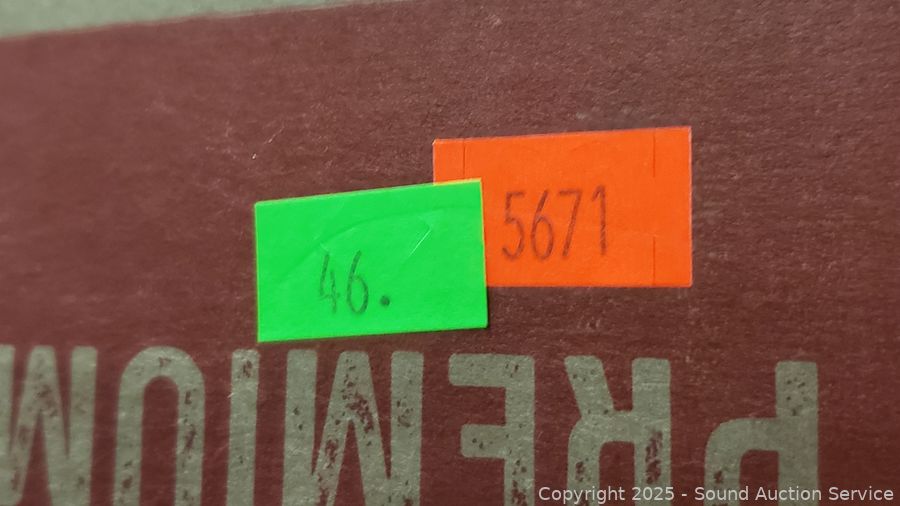 5671
46.
PREMIUM
Copyright 2025 - Sound Auction Service